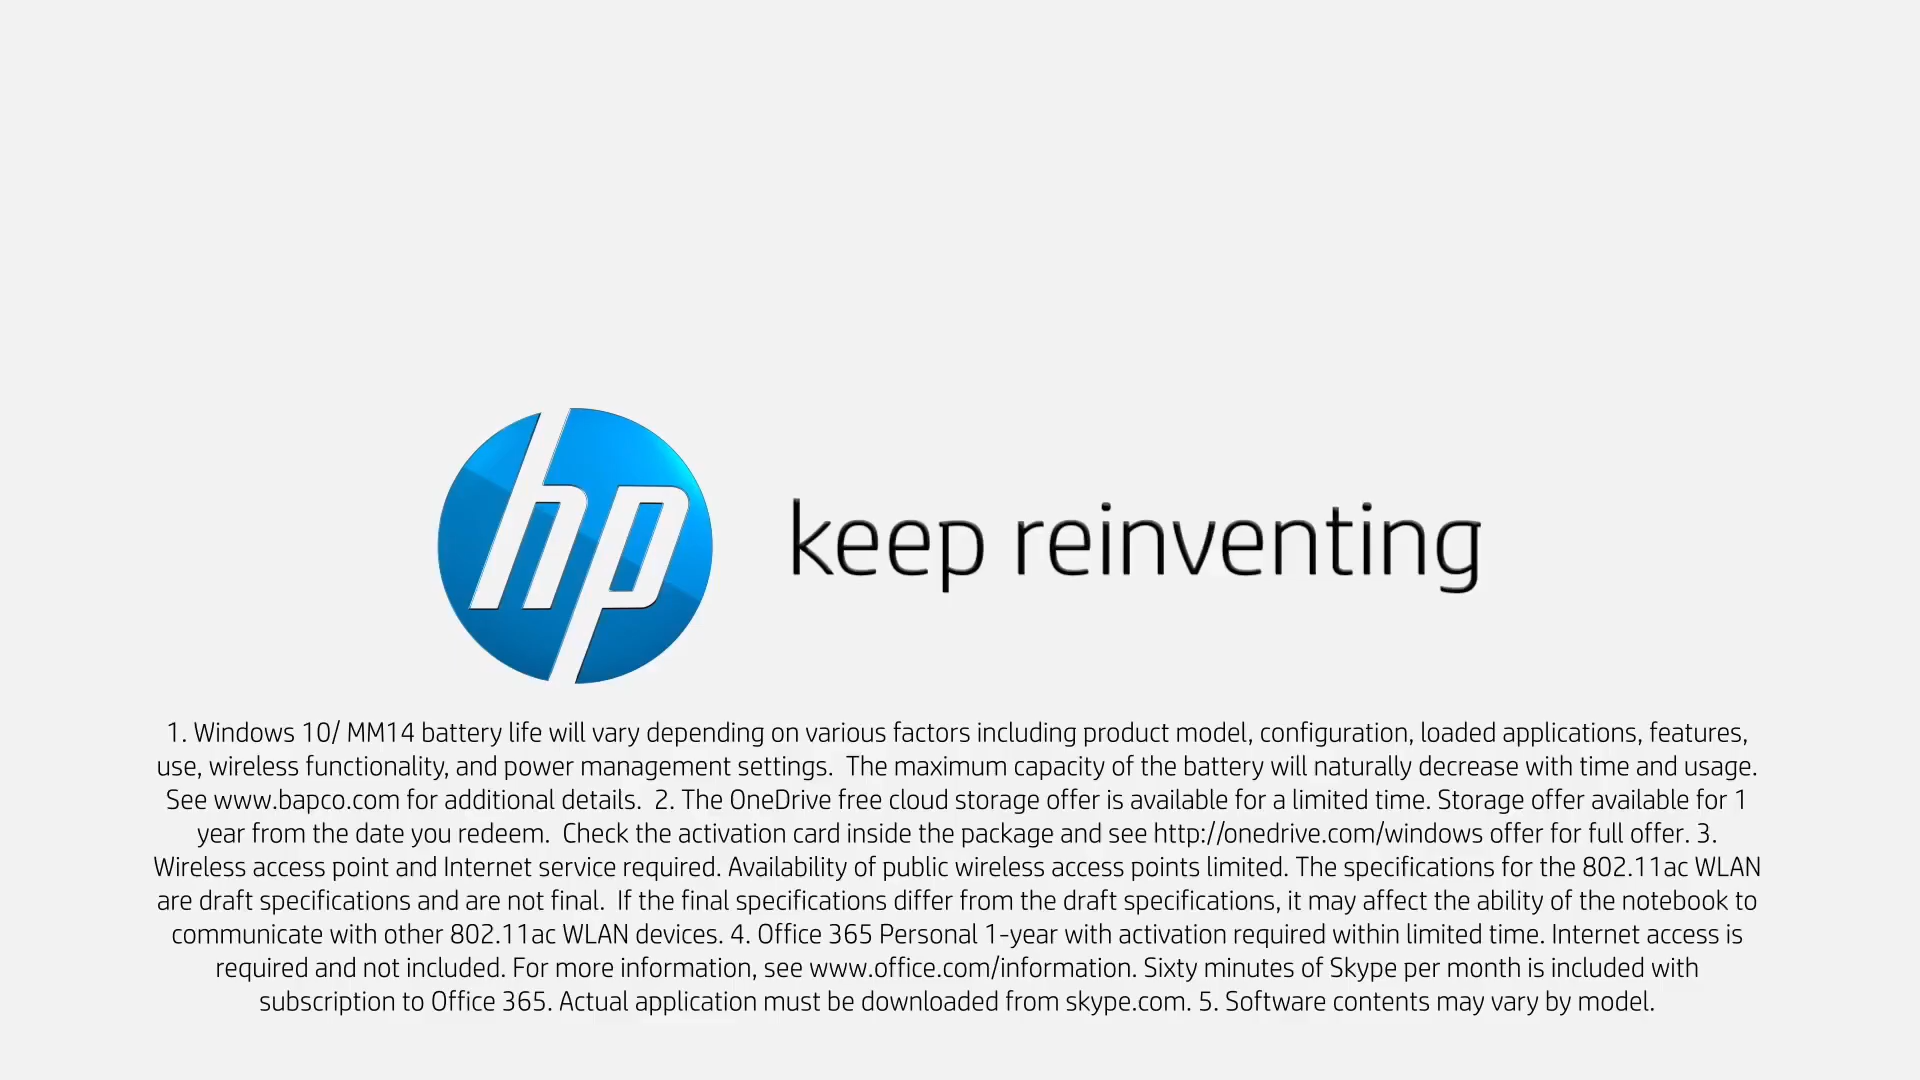 hp
keep reinventing
1. Windows 10/ MM14 battery life will vary depending on various factors including product model, configuration, loaded applications, features,
use, wireless functionality, and power management settings.  The maximum capacity of the battery will naturally decrease with time and usage.
See www.bapco.com for additional details.  2. The OneDrive free cloud storage offer is available for a limited time. Storage offer available for 1
year from the date you redeem.  Check the activation card inside the package and see http://onedrive.com/windows offer for full offer. 3.
Wireless access point and Internet service required. Availability of public wireless access points limited. The specifications for the 802.11ac WLAN
are draft specifications and are not final.  If the final specifications differ from the draft specifications, it may affect the ability of the notebook to
communicate with other 802.11ac WLAN devices. 4. Office 365 Personal 1-year with activation required within limited time. Internet access is
required and not included. For more information, see www.office.com/information. Sixty minutes of Skype per month is included with
subscription to Office 365. Actual application must be downloaded from skype.com. 5. Software contents may vary by model.